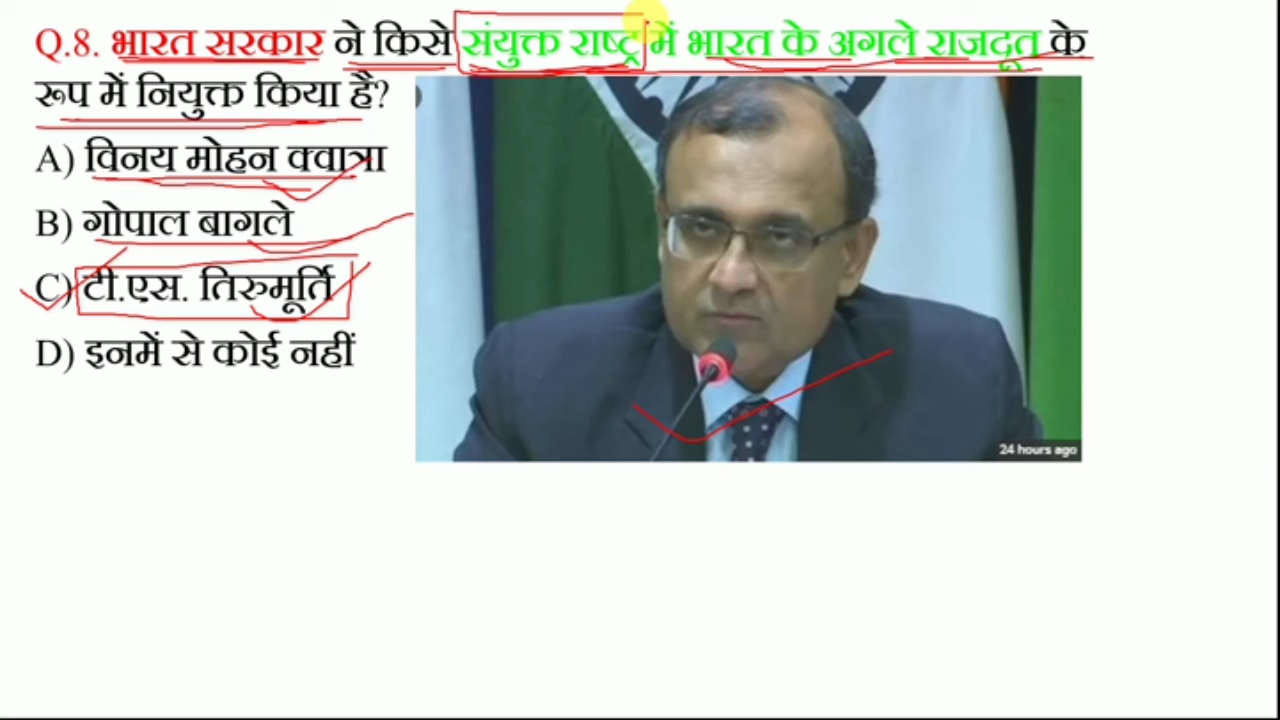 Q.8. भारत सरकार ने किसे संयुक्त राष्ट्र में भारत के अगले राजदूत के
रूप में नियुक्त किया है?
A) विनय मोहन क्वात्रा
B) गोपाल बागले
C) टी.एस. तिरुमूर्ति
D) इनमें से कोई नहीं
24 hours ago